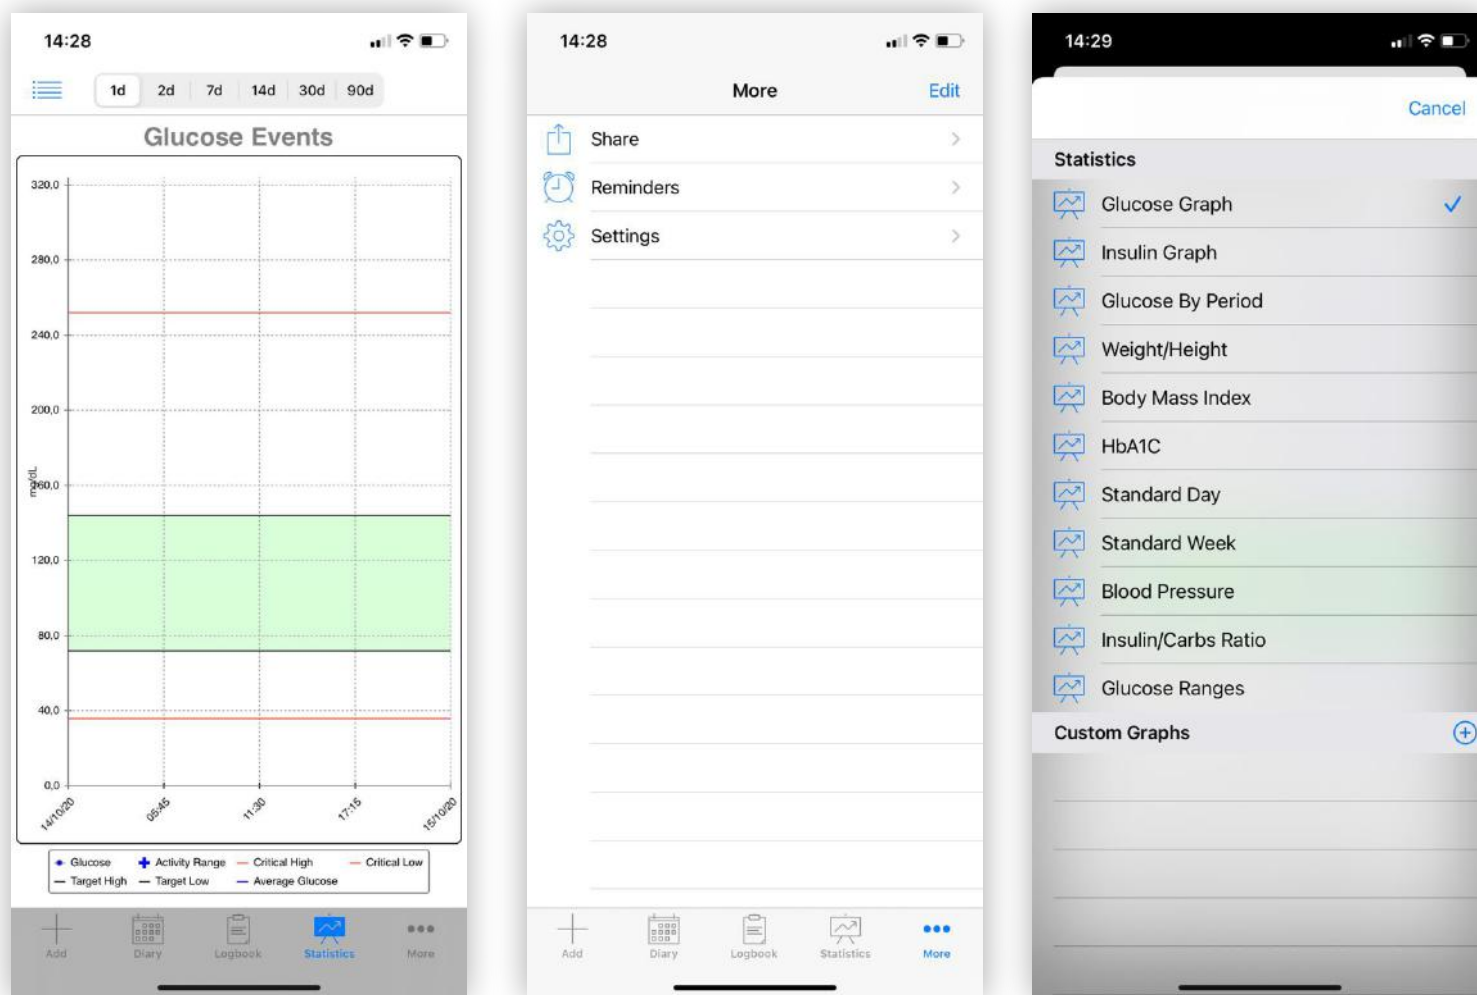 14:28
1d 2d 7d 14d 30d 90d
Glucose Events
320,0
280,0
240,0
200,0
mg/dL
160,0
120,0
80,0
40,0
0,0
14/10/20 05:45 11:30 17:15 15/10/20
Glucose Activity Range Critical High Critical Low
Target High Target Low Average Glucose
Add Diary Logbook Statistics More
14:28
More Edit
Share
Reminders
Settings
Add Diary Logbook Statistics More
14:29
Cancel
Statistics
Glucose Graph
Insulin Graph
Glucose By Period
Weight/Height
Body Mass Index
HbA1C
Standard Day
Standard Week
Blood Pressure
Insulin/Carbs Ratio
Glucose Ranges
Custom Graphs